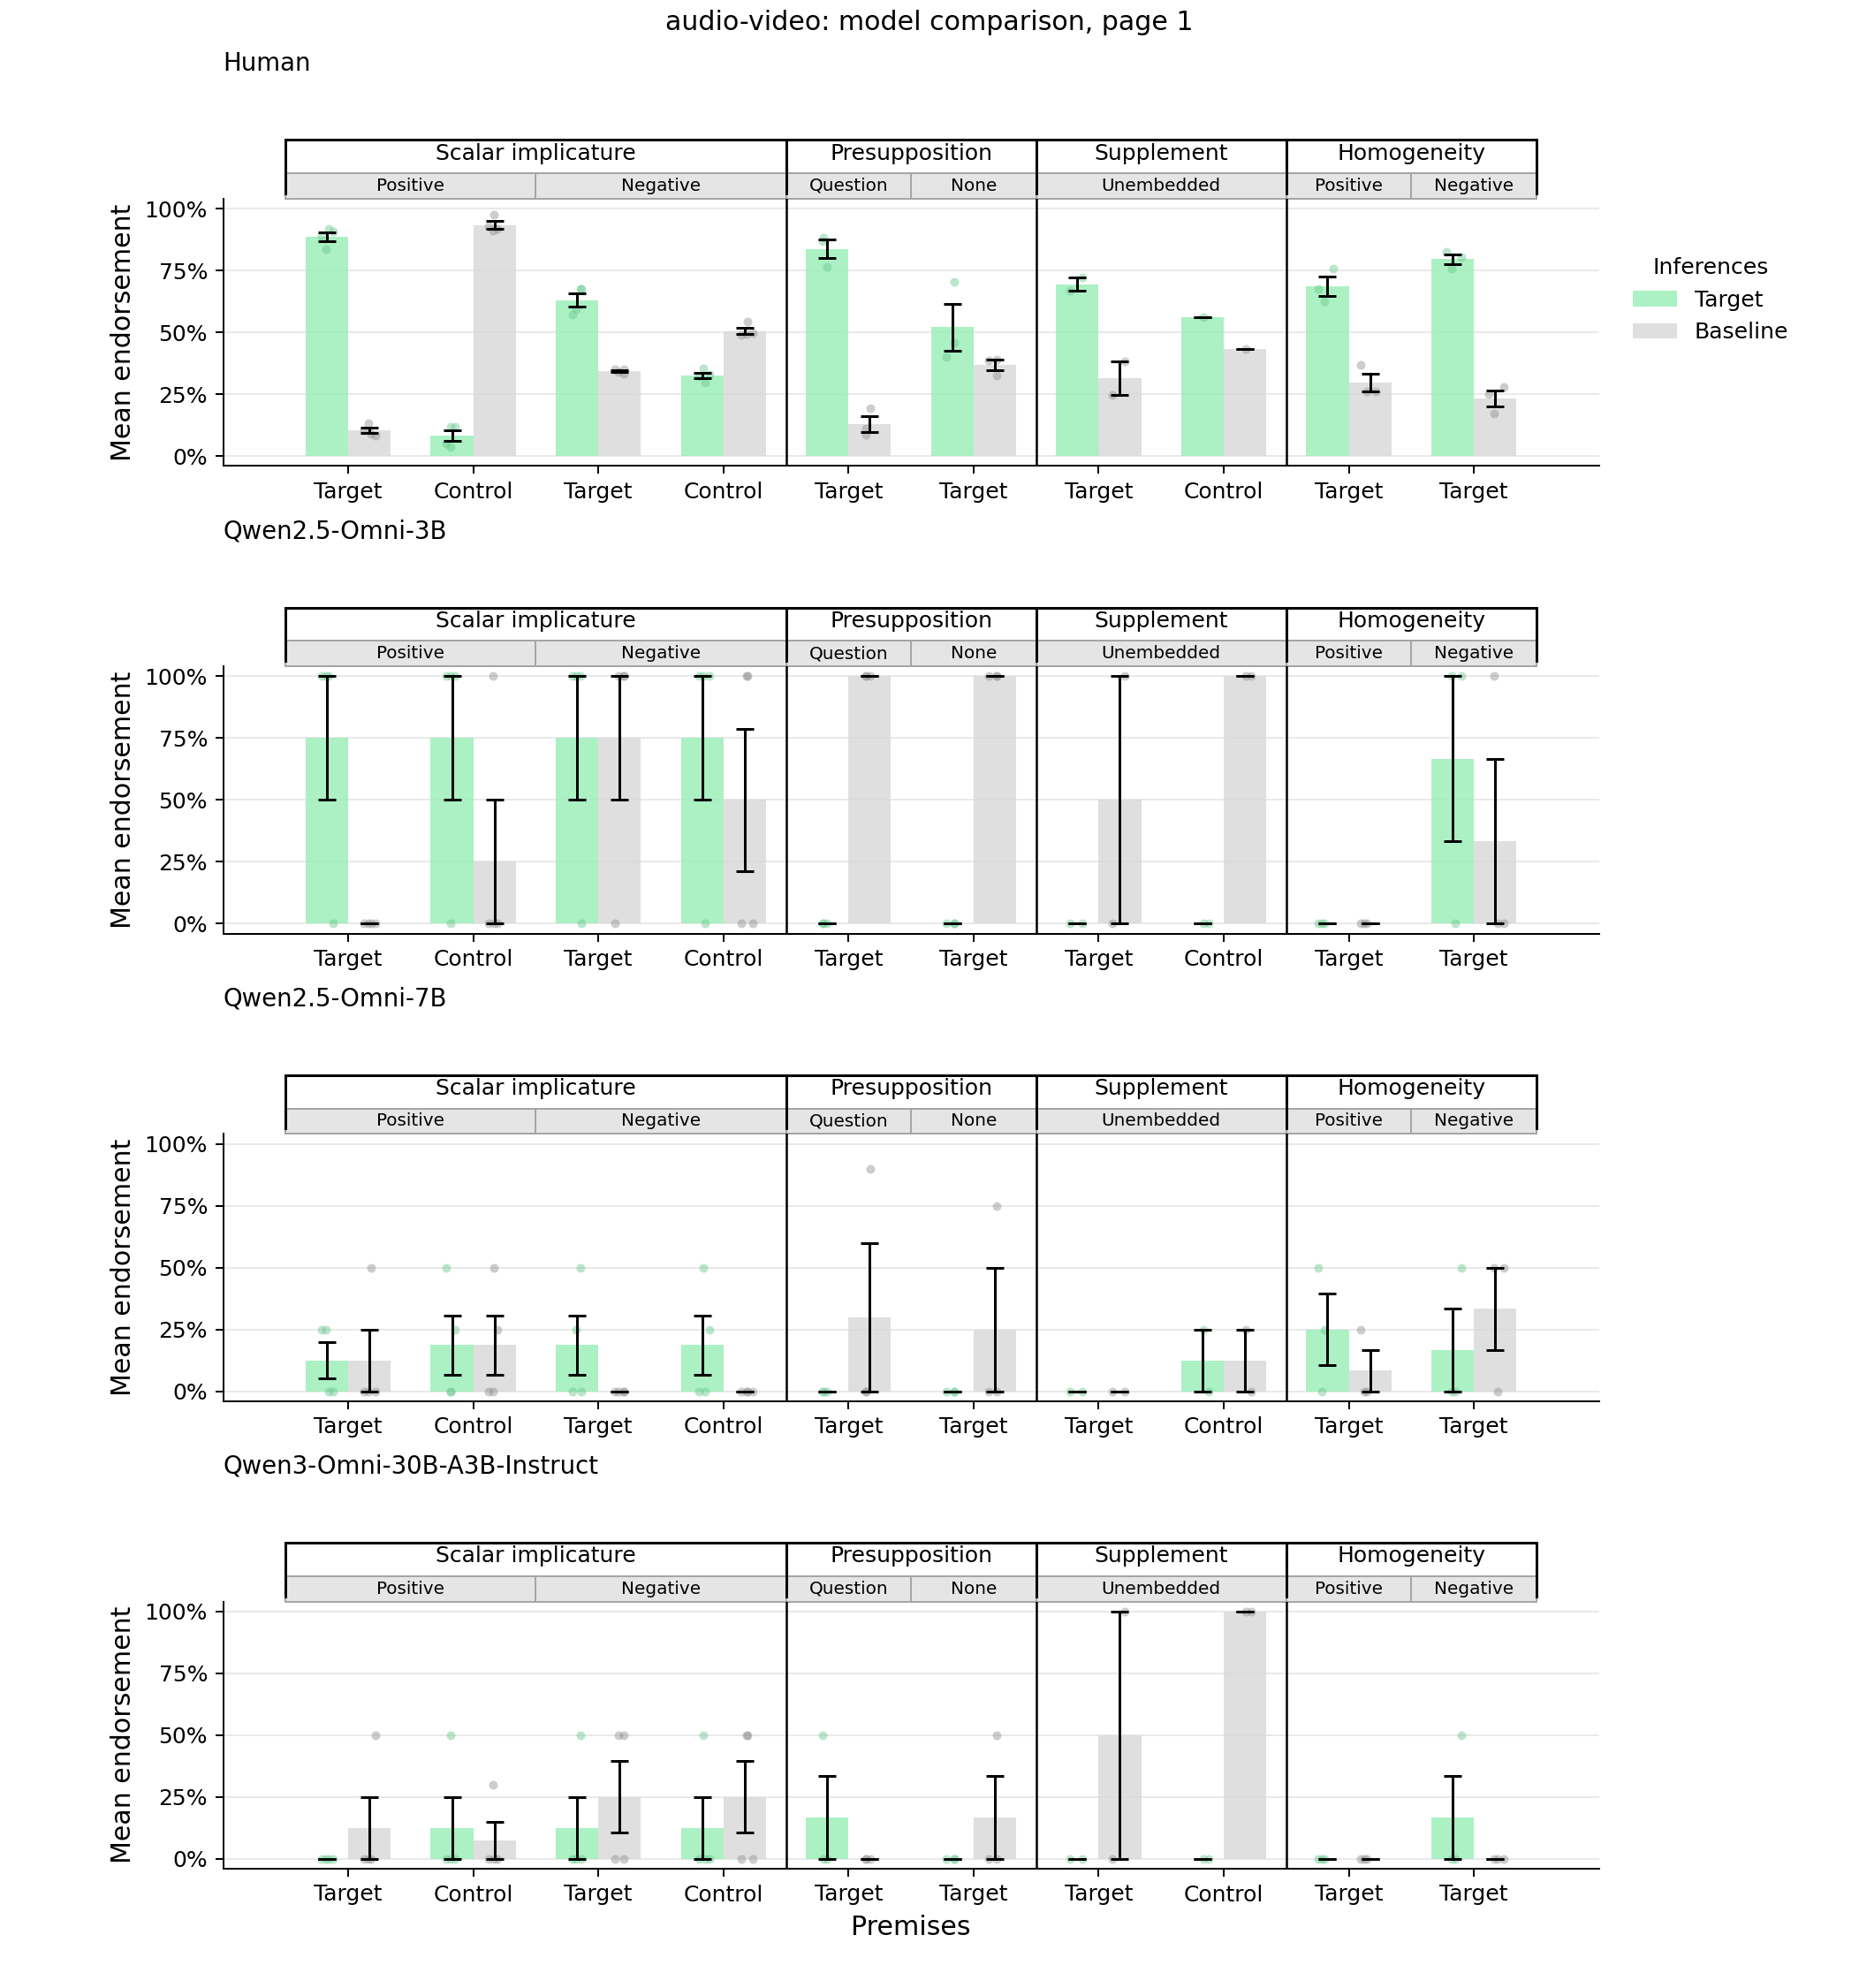 audio-video: model comparison, page 1
Human
Scalar implicature Presupposition Supplement Homogeneity
Positive Negative Question None Unembedded Positive Negative
Mean endorsement
100%
75%
50%
25%
0%
Target Control Target Control Target Target Target Control Target Target
Inferences
Target
Baseline
Qwen2.5-Omni-3B
Scalar implicature Presupposition Supplement Homogeneity
Positive Negative Question None Unembedded Positive Negative
Mean endorsement
100%
75%
50%
25%
0%
Target Control Target Control Target Target Target Control Target Target
Qwen2.5-Omni-7B
Scalar implicature Presupposition Supplement Homogeneity
Positive Negative Question None Unembedded Positive Negative
Mean endorsement
100%
75%
50%
25%
0%
Target Control Target Control Target Target Target Control Target Target
Qwen3-Omni-30B-A3B-Instruct
Scalar implicature Presupposition Supplement Homogeneity
Positive Negative Question None Unembedded Positive Negative
Mean endorsement
100%
75%
50%
25%
0%
Target Control Target Control Target Target Target Control Target Target
Premises